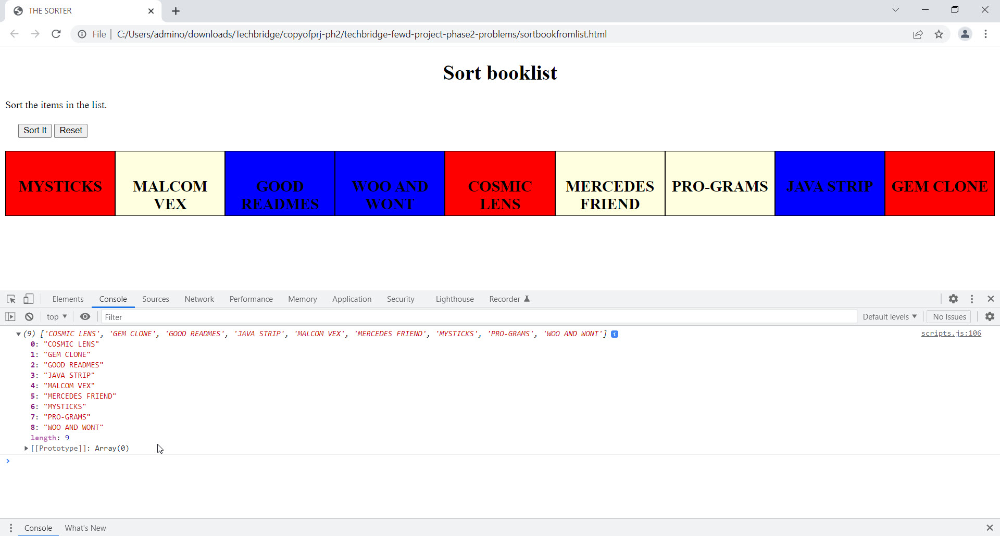 THE SORTER
File | C:/Users/admino/downloads/Techbridge/copyofprj-ph2/techbridge-fewd-project-phase2-problems/sortbookfromlist.html
Sort booklist
Sort the items in the list.
Sort It Reset
MYSTICKS
MALCOM
VEX
GOOD
READMES
WOO AND
WONT
COSMIC
LENS
MERCEDES
FRIEND
PRO-GRAMS
JAVA STRIP
GEM CLONE
Elements Console Sources Network Performance Memory Application Security Lighthouse Recorder
top Filter Default levels No Issues
(9) ['COSMIC LENS', 'GEM CLONE', 'GOOD READMES', 'JAVA STRIP', 'MALCOM VEX', 'MERCEDES FRIEND', 'MYSTICKS', 'PRO-GRAMS', 'WOO AND WONT'] i scripts.js:106
0: "COSMIC LENS"
1: "GEM CLONE"
2: "GOOD READMES"
3: "JAVA STRIP"
4: "MALCOM VEX"
5: "MERCEDES FRIEND"
6: "MYSTICKS"
7: "PRO-GRAMS"
8: "WOO AND WONT"
length: 9
[[Prototype]]: Array(0)
Console What's New